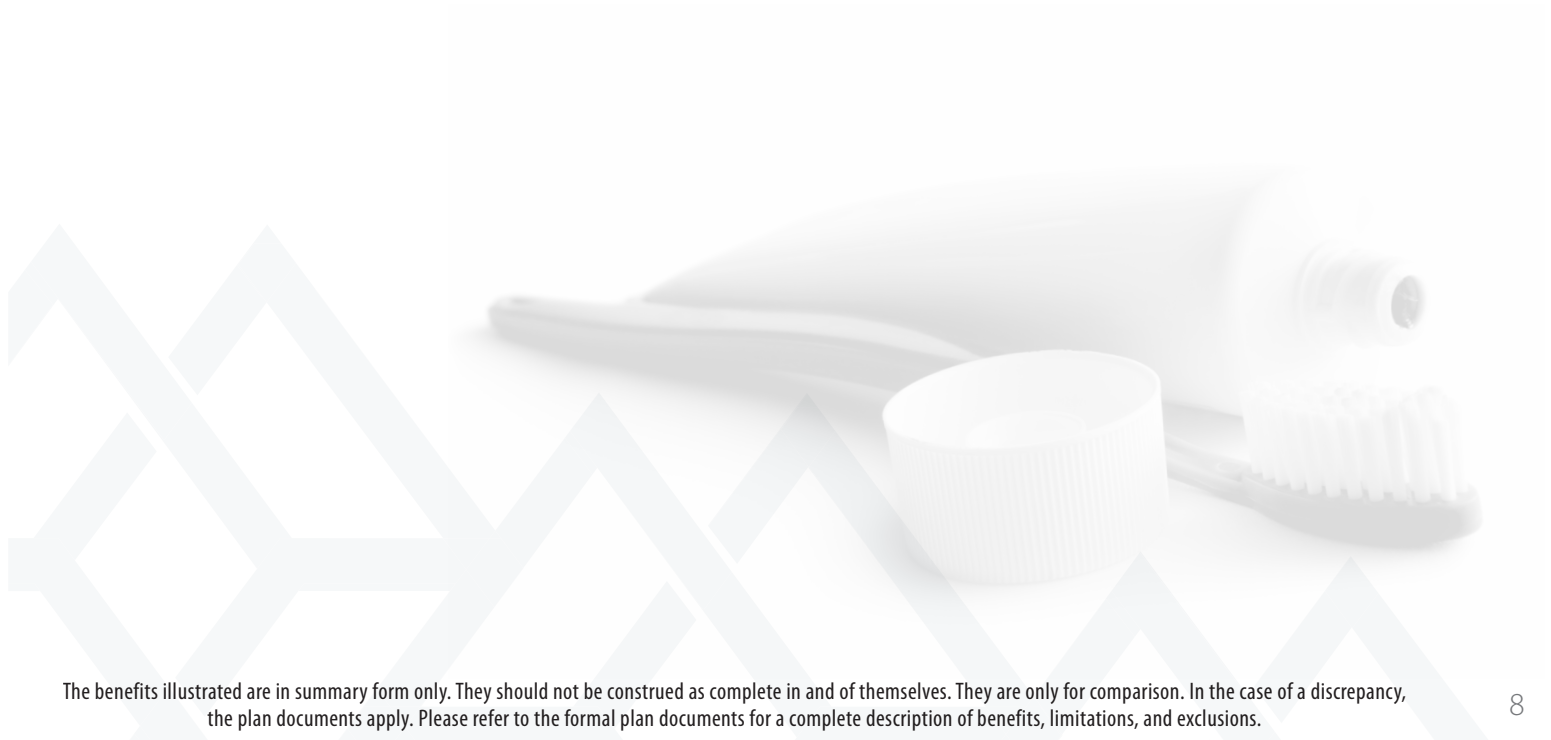 The benefits illustrated are in summary form only. They should not be construed as complete in and of themselves. They are only for comparison. In the case of a discrepancy,
the plan documents apply. Please refer to the formal plan documents for a complete description of benefits, limitations, and exclusions.
8